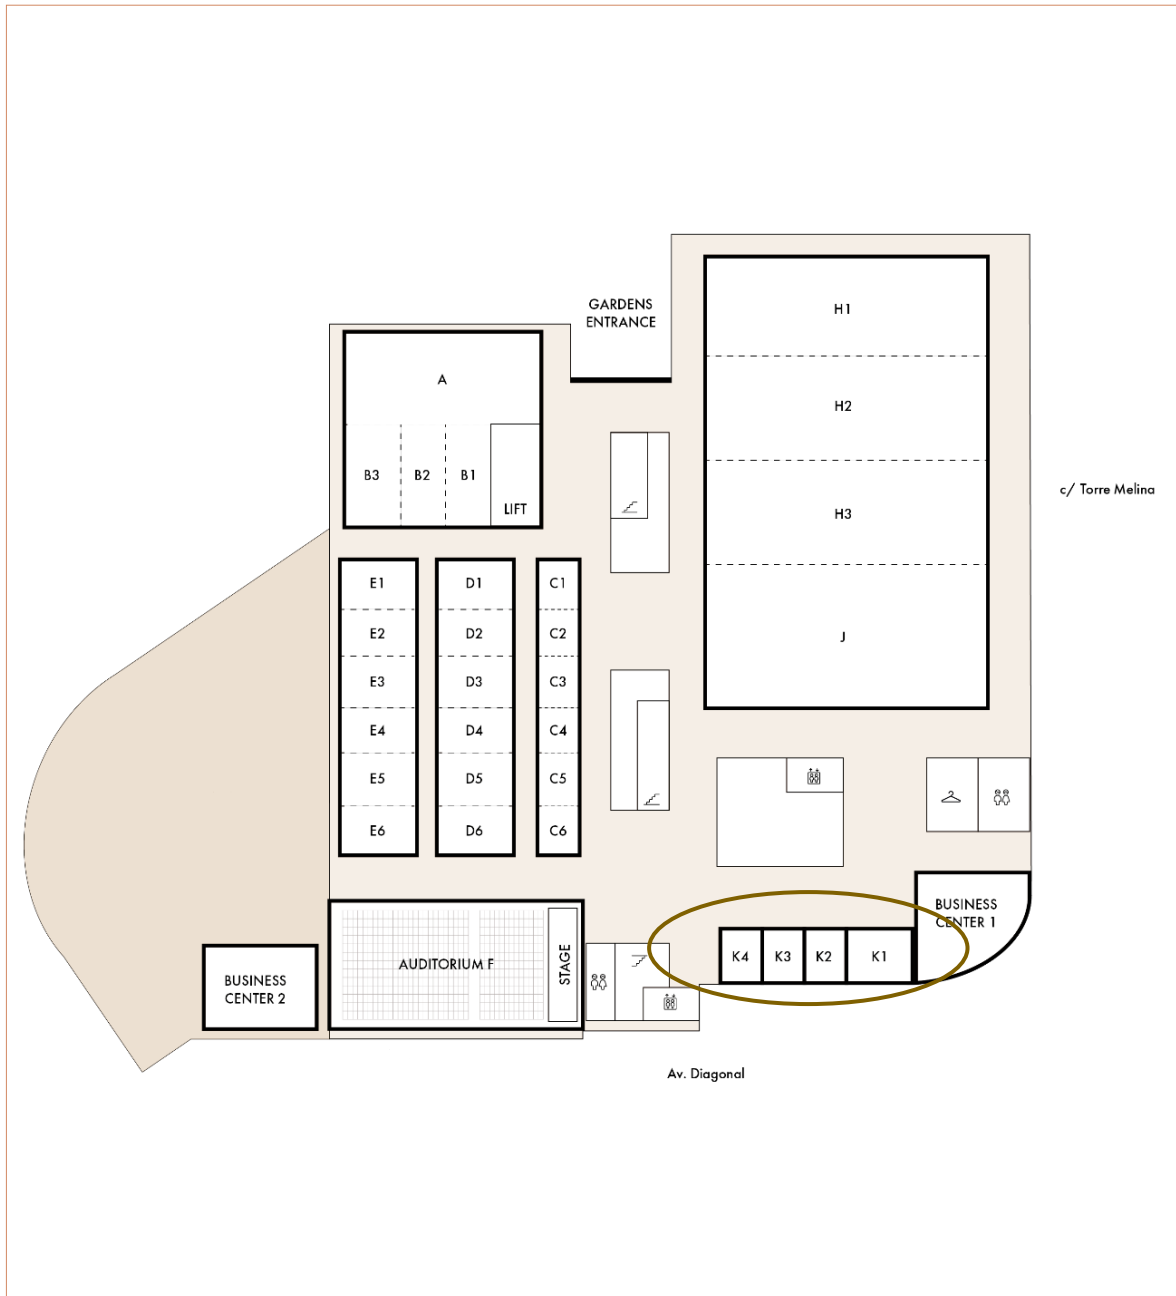 H1
GARDENS
ENTRANCE
A
H2
B3 B2 B1
c/ Torre Melina
LIFT
H3
E1 D1 C1
E2 D2 C2
J
E3 D3 C3
E4 D4 C4
E5 D5 C5
E6 D6 C6
BUSINESS
CENTER 1
AUDITORIUM F
STAGE
K4 K3 K2 K1
BUSINESS
CENTER 2
Av. Diagonal